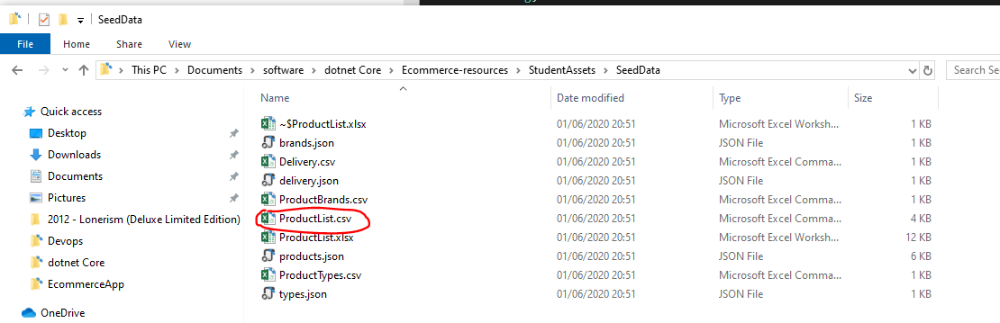 SeedData
File Home Share View
This PC Documents software dotnet Core Ecommerce-resources StudentAssets SeedData Search See
Name Date modified Type Size
Quick access
Desktop
Downloads
Documents
Pictures
2012 - Lonerism (Deluxe Limited Edition)
Devops
dotnet Core
EcommerceApp
OneDrive
~$ProductList.xlsx 01/06/2020 20:51 Microsoft Excel Worksh... 1 KB
brands.json 01/06/2020 20:51 JSON File 1 KB
Delivery.csv 01/06/2020 20:51 Microsoft Excel Comma... 1 KB
delivery.json 01/06/2020 20:51 JSON File 1 KB
ProductBrands.csv 01/06/2020 20:51 Microsoft Excel Comma... 1 KB
ProductList.csv 01/06/2020 20:51 Microsoft Excel Comma... 4 KB
ProductList.xlsx 01/06/2020 20:51 Microsoft Excel Worksh... 12 KB
products.json 01/06/2020 20:51 JSON File 6 KB
ProductTypes.csv 01/06/2020 20:51 Microsoft Excel Comma... 1 KB
types.json 01/06/2020 20:51 JSON File 1 KB